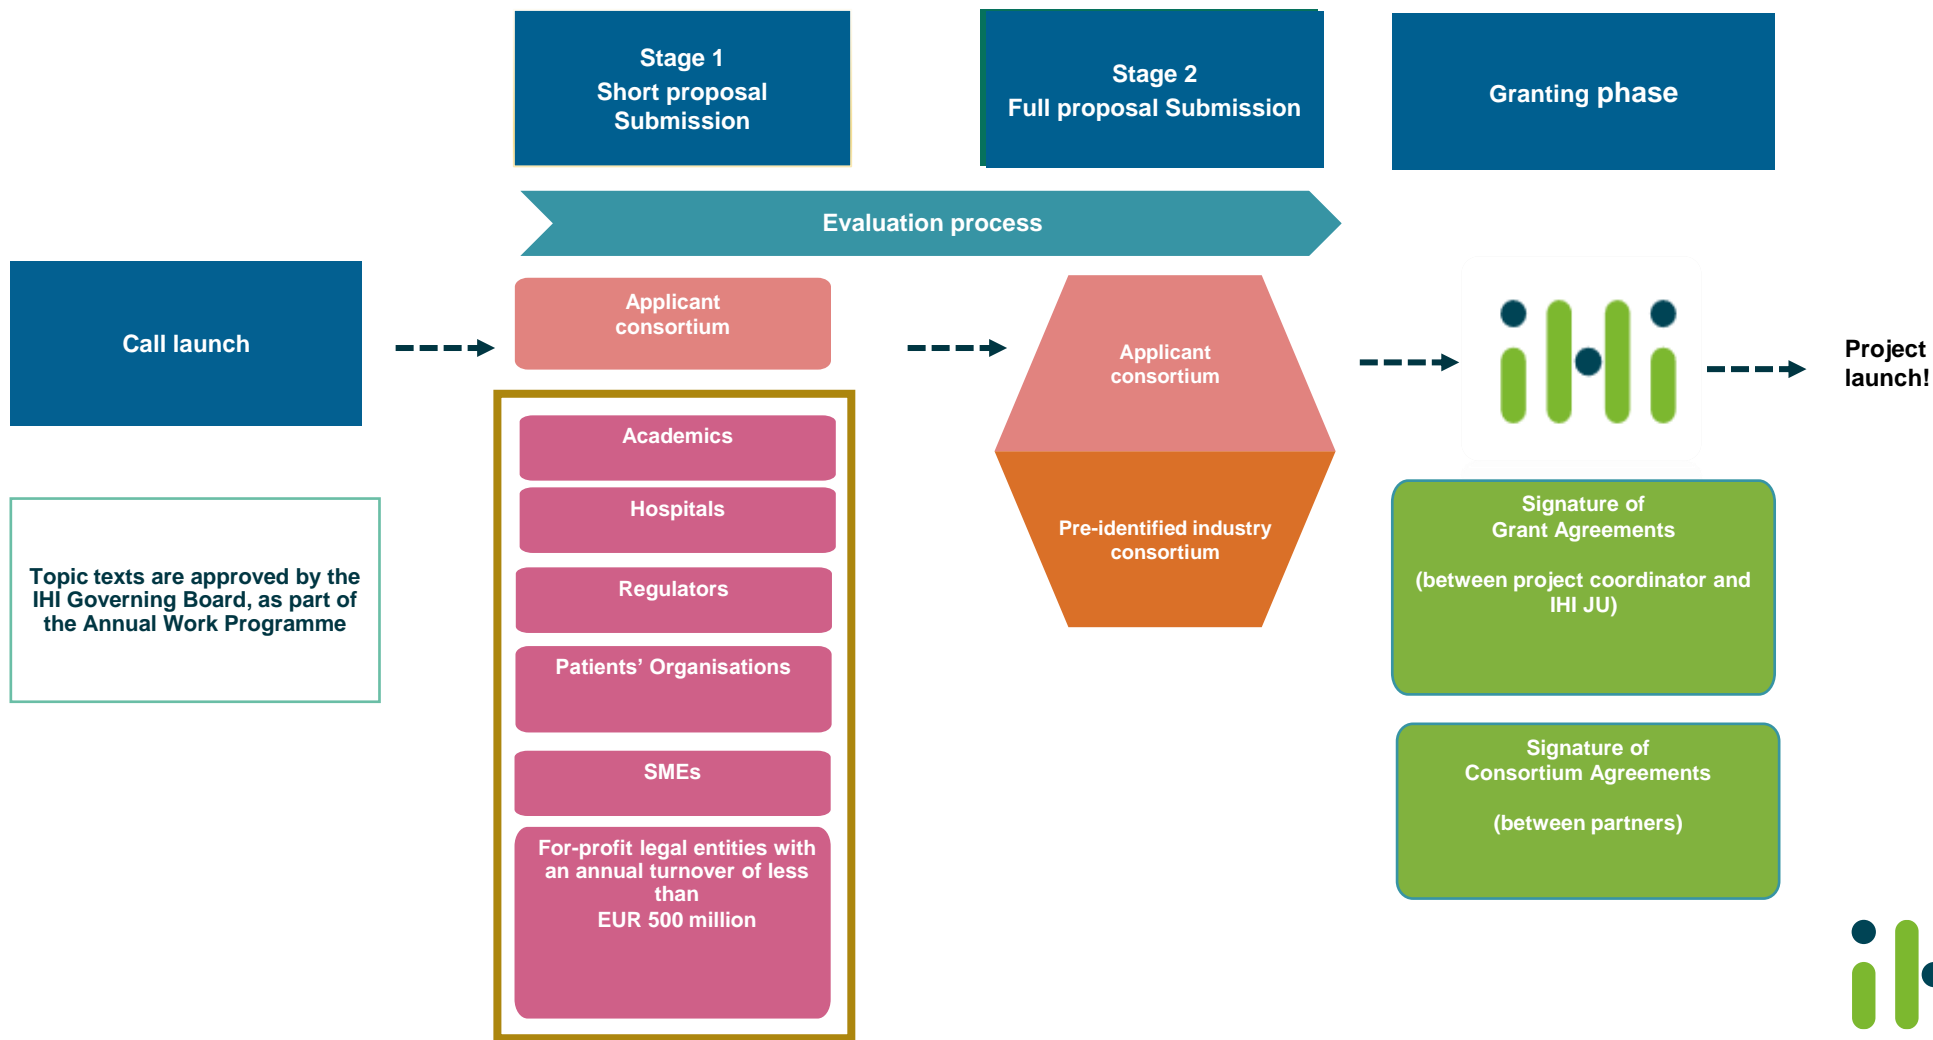 Stage 1
Short proposal
Submission
Stage 2
Full proposal Submission
Granting phase
Evaluation process
Call launch
Topic texts are approved by the
IHI Governing Board, as part of
the Annual Work Programme
Applicant
consortium
Academics
Hospitals
Regulators
Patients’ Organisations
SMEs
For-profit legal entities with
an annual turnover of less
than
EUR 500 million
Applicant
consortium
Pre-identified industry
consortium
ihi
Signature of
Grant Agreements
(between project coordinator and
IHI JU)
Signature of
Consortium Agreements
(between partners)
Project
launch!